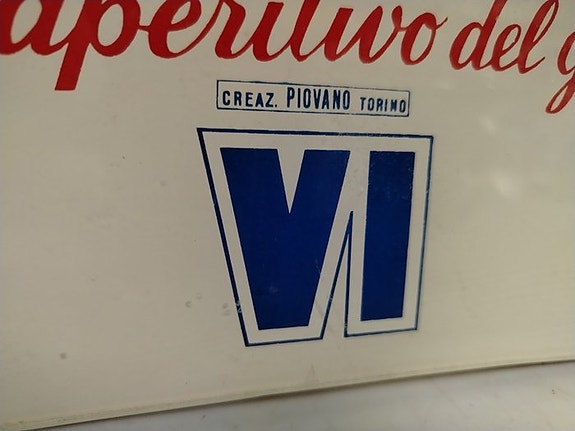 aperitivo del g
CREAZ. PIOVANO TORINO
VI